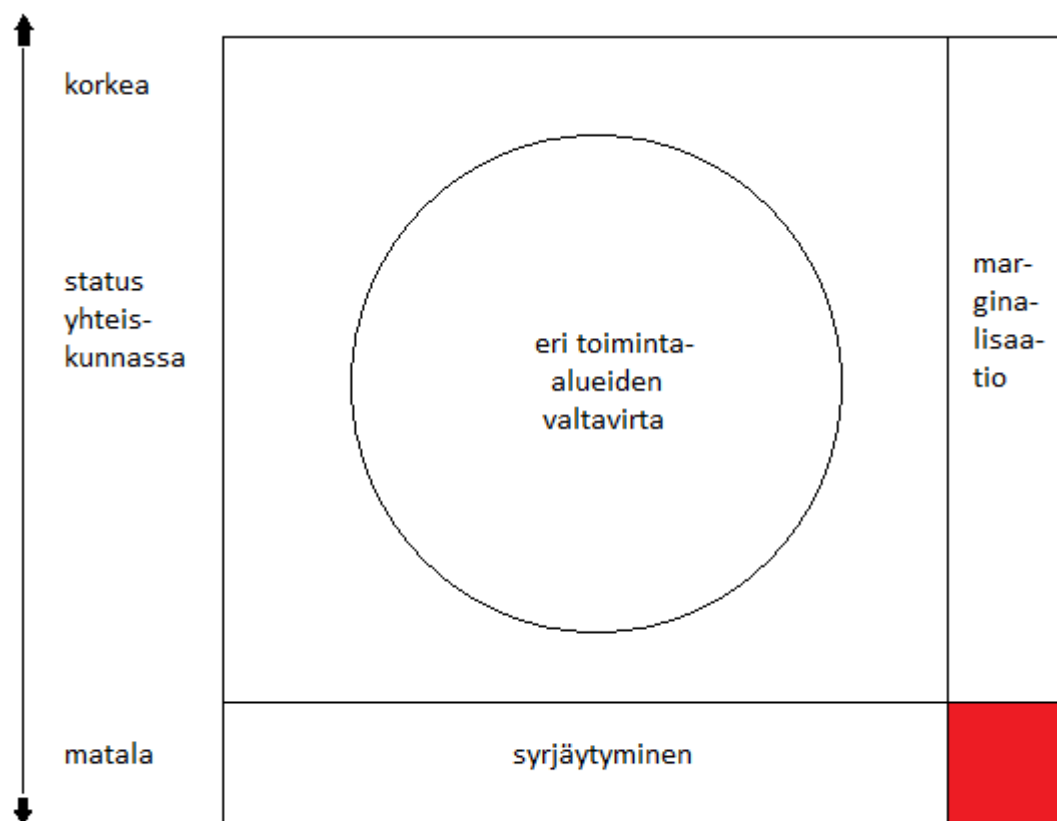 korkea
status
yhteis-
kunnassa
eri toiminta-
alueiden
valtavirta
mar-
gina-
lisaa-
tio
matala
syrjäytyminen